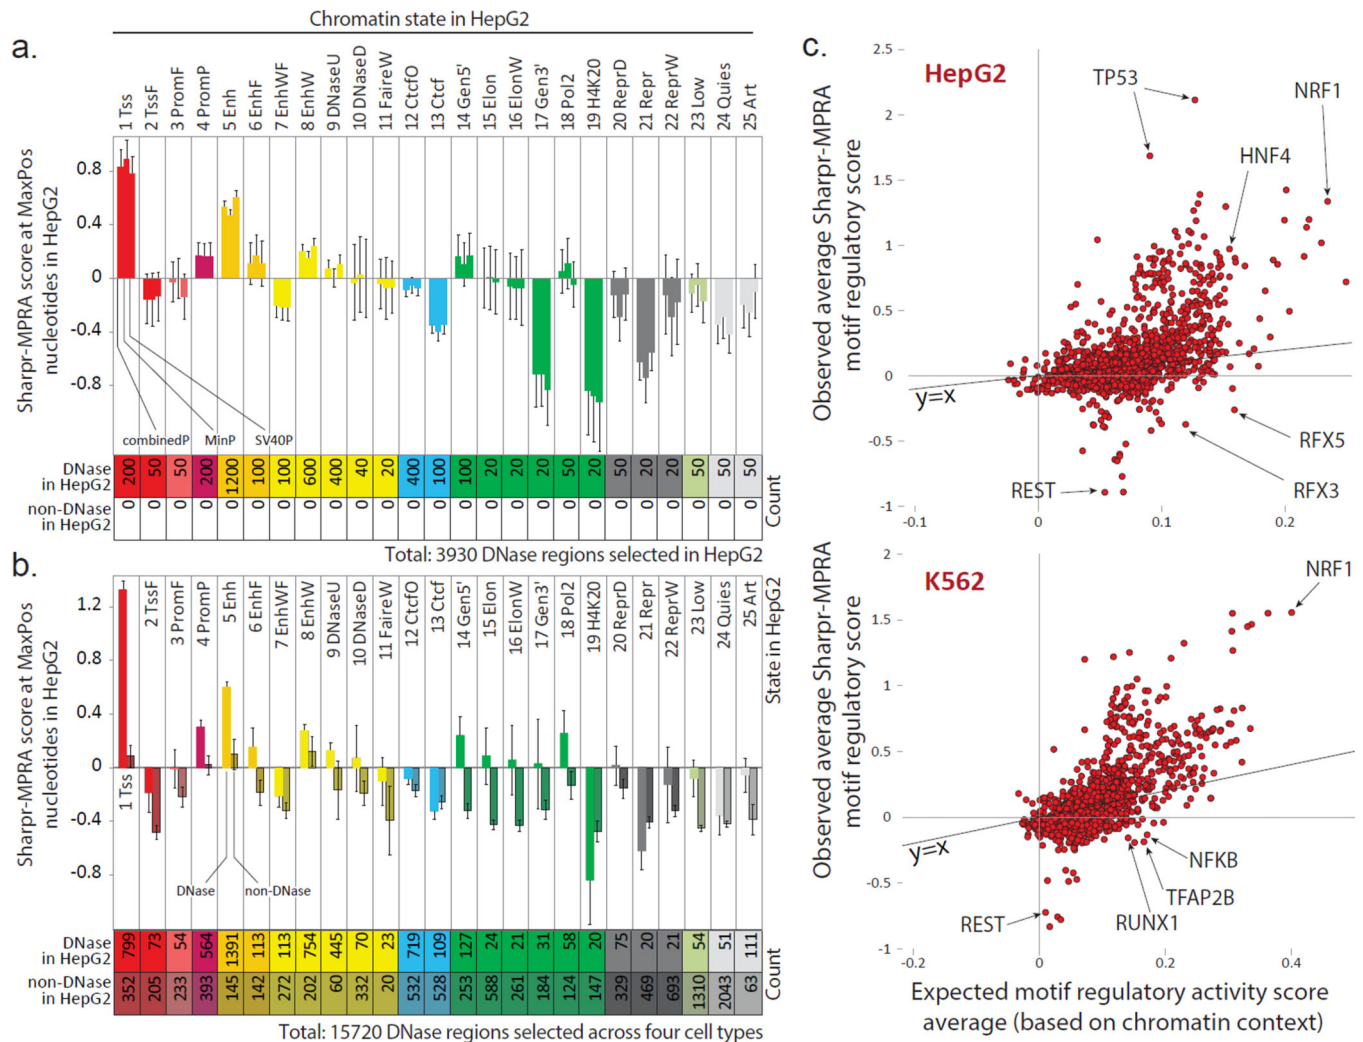 Chromatin state in HepG2
a.
1 Tss
2 TssF
3 PromF
4 PromP
5 Enh
6 EnhF
7 EnhWF
8 EnhW
9 DNaseU
10 DNaseD
11 FaireW
12 CtcfO
13 Ctcf
14 Gen5'
15 Elon
16 ElonW
17 Gen3'
18 Pol2
19 H4K20
20 ReprD
21 Repr
22 ReprW
23 Low
24 Quies
25 Art
Sharpr-MPRA score at MaxPos
nucleotides in HepG2
0.8
0.4
0
-0.4
-0.8
combinedP
MinP
SV40P
DNase
in HepG2
200 50 50 200 1200 100 100 600 400 40 20 400 100 100 20 20 20 50 20 50 20 20 50 50 50
non-DNase
in HepG2
0 0 0 0 0 0 0 0 0 0 0 0 0 0 0 0 0 0 0 0 0 0 0 0 0
Count
Total: 3930 DNase regions selected in HepG2
b.
1 Tss
2 TssF
3 PromF
4 PromP
5 Enh
6 EnhF
7 EnhWF
8 EnhW
9 DNaseU
10 DNaseD
11 FaireW
12 CtcfO
13 Ctcf
14 Gen5'
15 Elon
16 ElonW
17 Gen3'
18 Pol2
19 H4K20
20 ReprD
21 Repr
22 ReprW
23 Low
24 Quies
25 Art
State in HepG2
Sharpr-MPRA score at MaxPos
nucleotides in HepG2
1.2
0.8
0.4
0
-0.4
-0.8
DNase
non-DNase
DNase
in HepG2
799 73 54 564 1391 113 113 754 445 70 23 719 109 127 24 21 31 58 20 75 20 21 54 51 111
non-DNase
in HepG2
352 205 233 393 145 142 272 202 60 332 20 532 528 253 588 261 184 124 147 329 469 693 1310 2043 63
Count
Total: 15720 DNase regions selected across four cell types
c.
HepG2
Observed average Sharpr-MPRA
motif regulatory score
2.5
2
1.5
1
0.5
0
-0.5
-1
-0.1
0
0.1
0.2
TP53
NRF1
HNF4
y=x
RFX5
RFX3
REST
K562
Observed average Sharpr-MPRA
motif regulatory score
2
1.5
1
0.5
0
-0.5
-1
-0.2
0
0.2
0.4
NRF1
y=x
NFKB
TFAP2B
RUNX1
REST
Expected motif regulatory activity score
average (based on chromatin context)